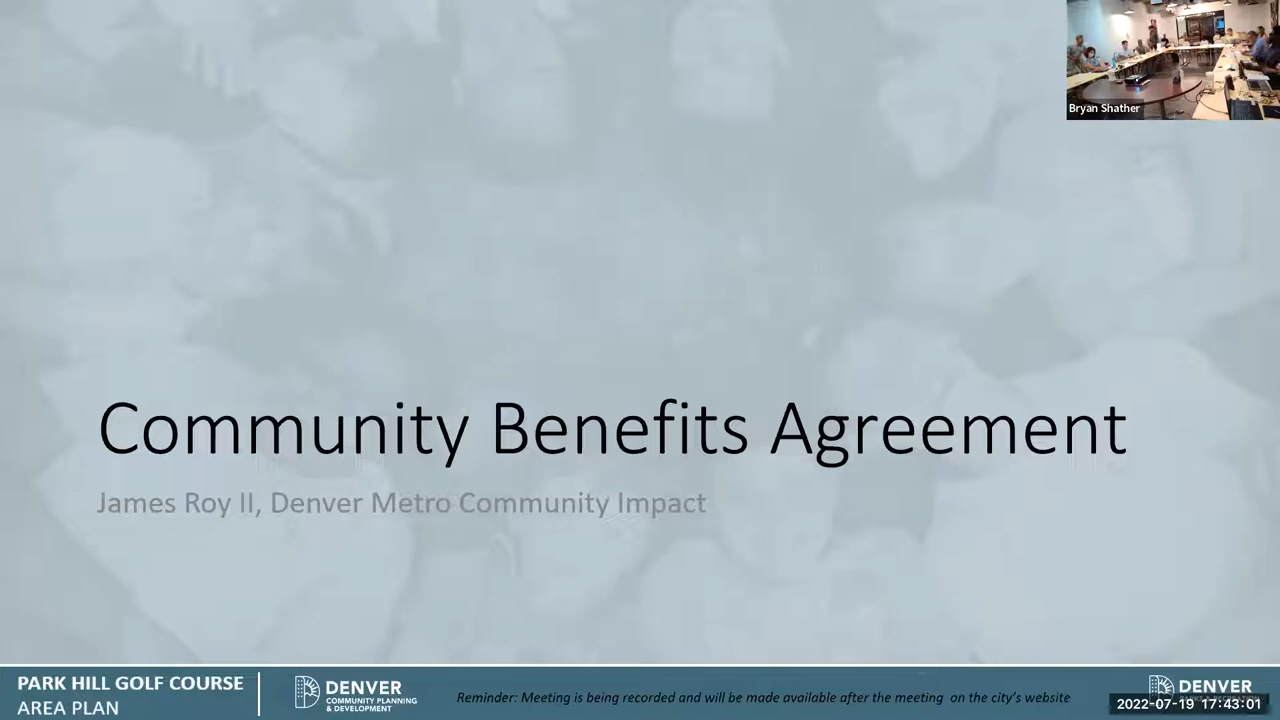 Bryan Shather
Community Benefits Agreement
James Roy II, Denver Metro Community Impact
PARK HILL GOLF COURSE
AREA PLAN
DENVER
COMMUNITY PLANNING
& DEVELOPMENT
Reminder: Meeting is being recorded and will be made available after the meeting on the city's website
DENVER
2022-07-19 17:43:01